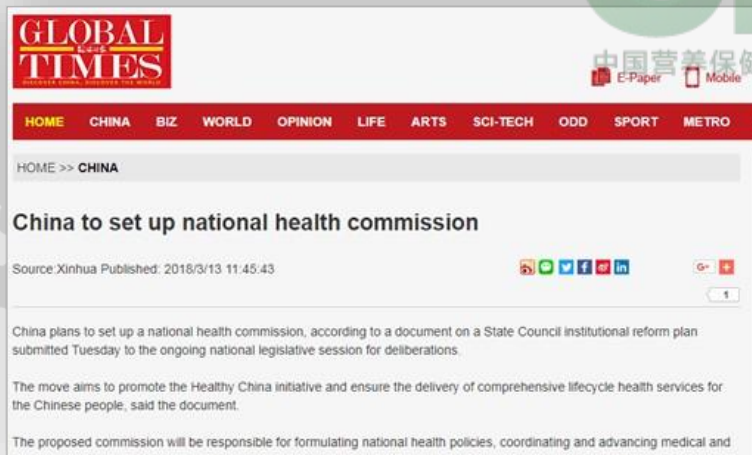 GLOBAL
环球时报
TIMES
DISCOVER CHINA, DISCOVER THE WORLD
中国营养保健
E-Paper Mobile
HOME CHINA BIZ WORLD OPINION LIFE ARTS SCI-TECH ODD SPORT METRO
HOME >> CHINA
China to set up national health commission
Source:Xinhua Published: 2018/3/13 11:45:43
G+
1
China plans to set up a national health commission, according to a document on a State Council institutional reform plan
submitted Tuesday to the ongoing national legislative session for deliberations.
The move aims to promote the Healthy China initiative and ensure the delivery of comprehensive lifecycle health services for
the Chinese people, said the document.
The proposed commission will be responsible for formulating national health policies, coordinating and advancing medical and